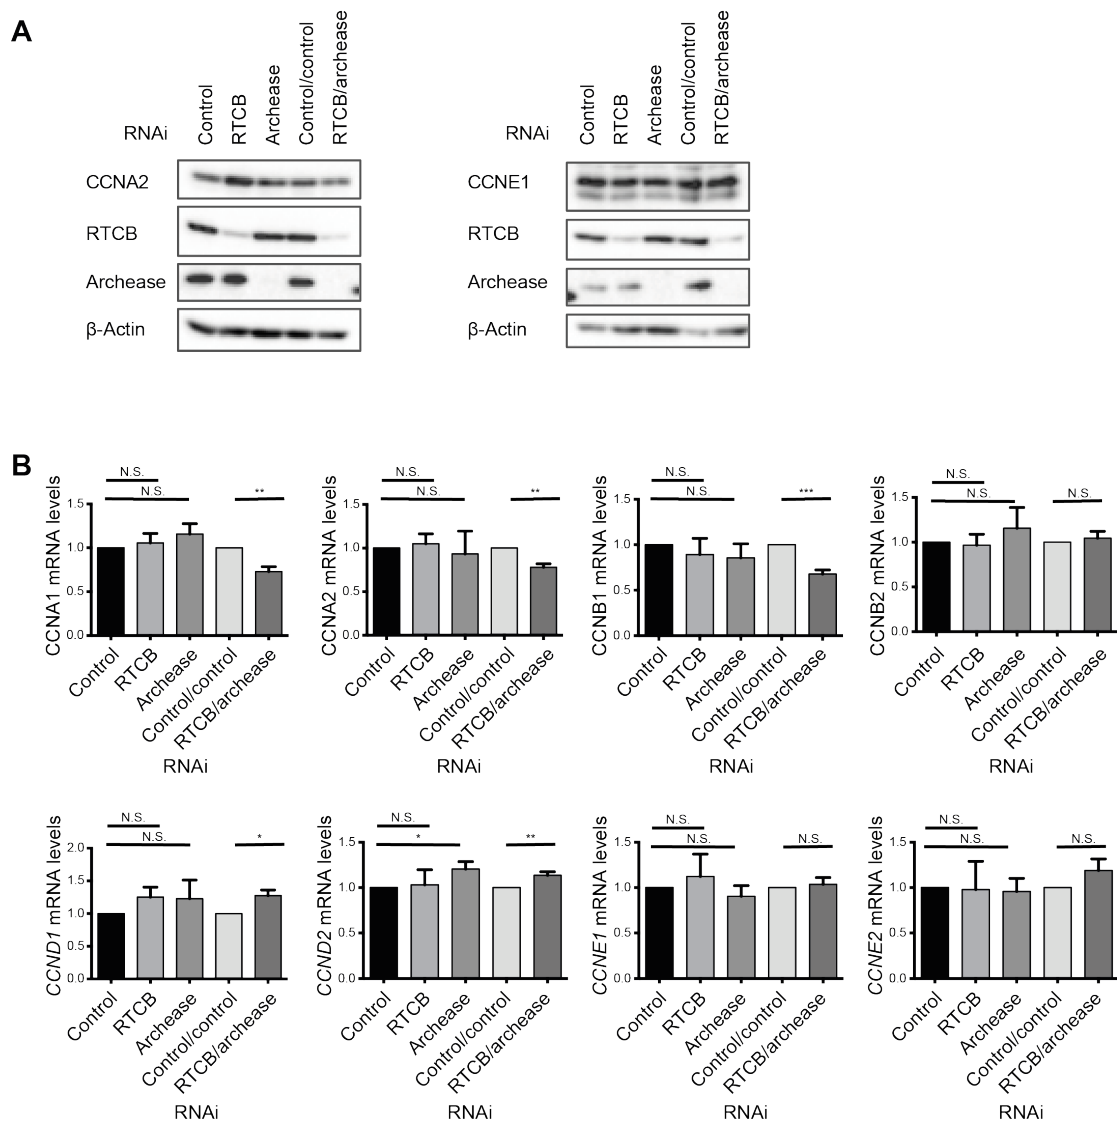 A
RNAi
Control
RTCB
Archease
Control/control
RTCB/archease
CCNA2
RTCB
Archease
β-Actin
RNAi
Control
RTCB
Archease
Control/control
RTCB/archease
CCNE1
RTCB
Archease
β-Actin
B
CCNA1 mRNA levels
N.S.
N.S.
**
1.5
1.0
0.5
0.0
Control
RTCB
Archease
Control/control
RTCB/archease
RNAi
CCNA2 mRNA levels
N.S.
N.S.
**
1.5
1.0
0.5
0.0
Control
RTCB
Archease
Control/control
RTCB/archease
RNAi
CCNB1 mRNA levels
N.S.
N.S.
***
1.5
1.0
0.5
0.0
Control
RTCB
Archease
Control/control
RTCB/archease
RNAi
CCNB2 mRNA levels
N.S.
N.S.
N.S.
1.5
1.0
0.5
0.0
Control
RTCB
Archease
Control/control
RTCB/archease
RNAi
CCND1 mRNA levels
N.S.
N.S.
*
2.0
1.5
1.0
0.5
0.0
Control
RTCB
Archease
Control/control
RTCB/archease
RNAi
CCND2 mRNA levels
N.S.
*
**
1.5
1.0
0.5
0.0
Control
RTCB
Archease
Control/control
RTCB/archease
RNAi
CCNE1 mRNA levels
N.S.
N.S.
N.S.
1.5
1.0
0.5
0.0
Control
RTCB
Archease
Control/control
RTCB/archease
RNAi
CCNE2 mRNA levels
N.S.
N.S.
N.S.
1.5
1.0
0.5
0.0
Control
RTCB
Archease
Control/control
RTCB/archease
RNAi